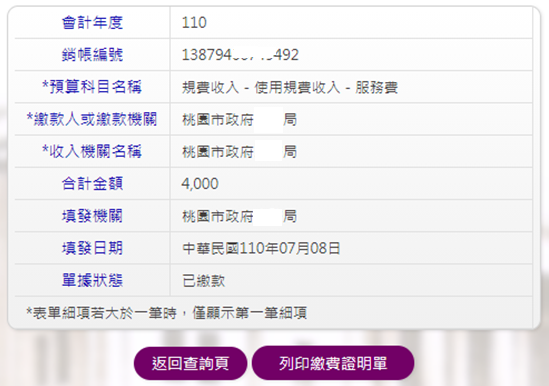 會計年度 110
銷帳編號 138794 492
*預算科目名稱 規費收入－使用規費收入－服務費
*繳款人或繳款機關 桃園市政府 局
*收入機關名稱 桃園市政府 局
合計金額 4,000
填發機關 桃園市政府 局
填發日期 中華民國110年07月08日
單據狀態 已繳款
*表單細項若大於一筆時，僅顯示第一筆細項
返回查詢頁 列印繳費證明單